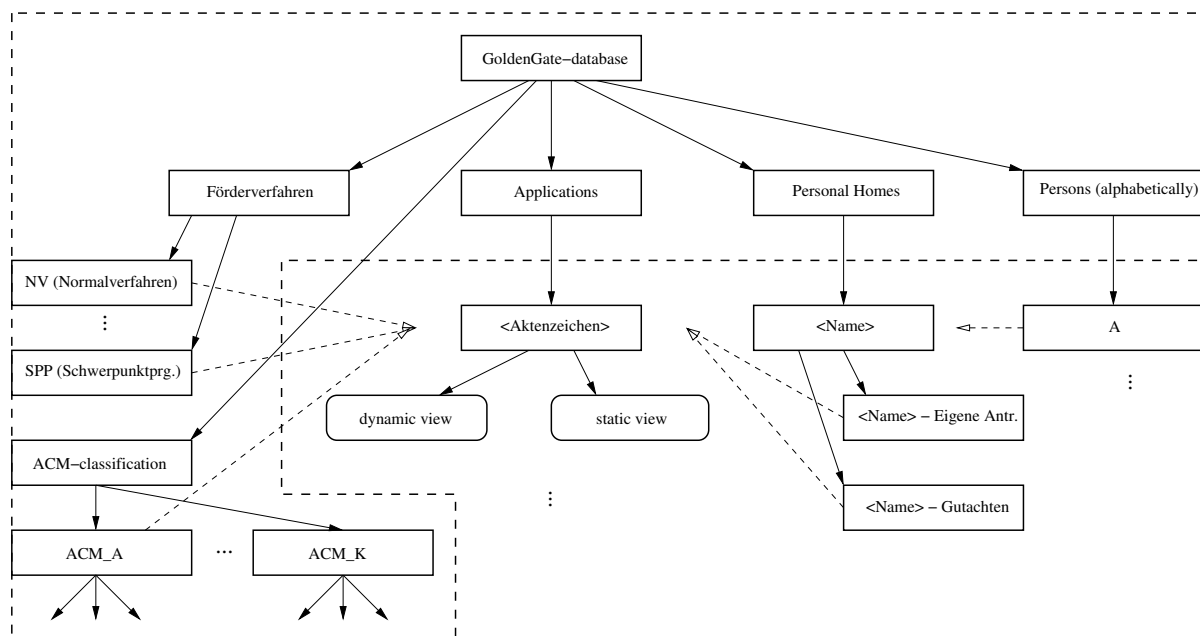 GoldenGate−database
Förderverfahren
Applications
Personal Homes
Persons (alphabetically)
NV (Normalverfahren)
...
SPP (Schwerpunktprg.)
<Aktenzeichen>
<Name>
A
...
dynamic view
static view
<Name> − Eigene Antr.
ACM−classification
...
<Name> − Gutachten
ACM_A
...
ACM_K